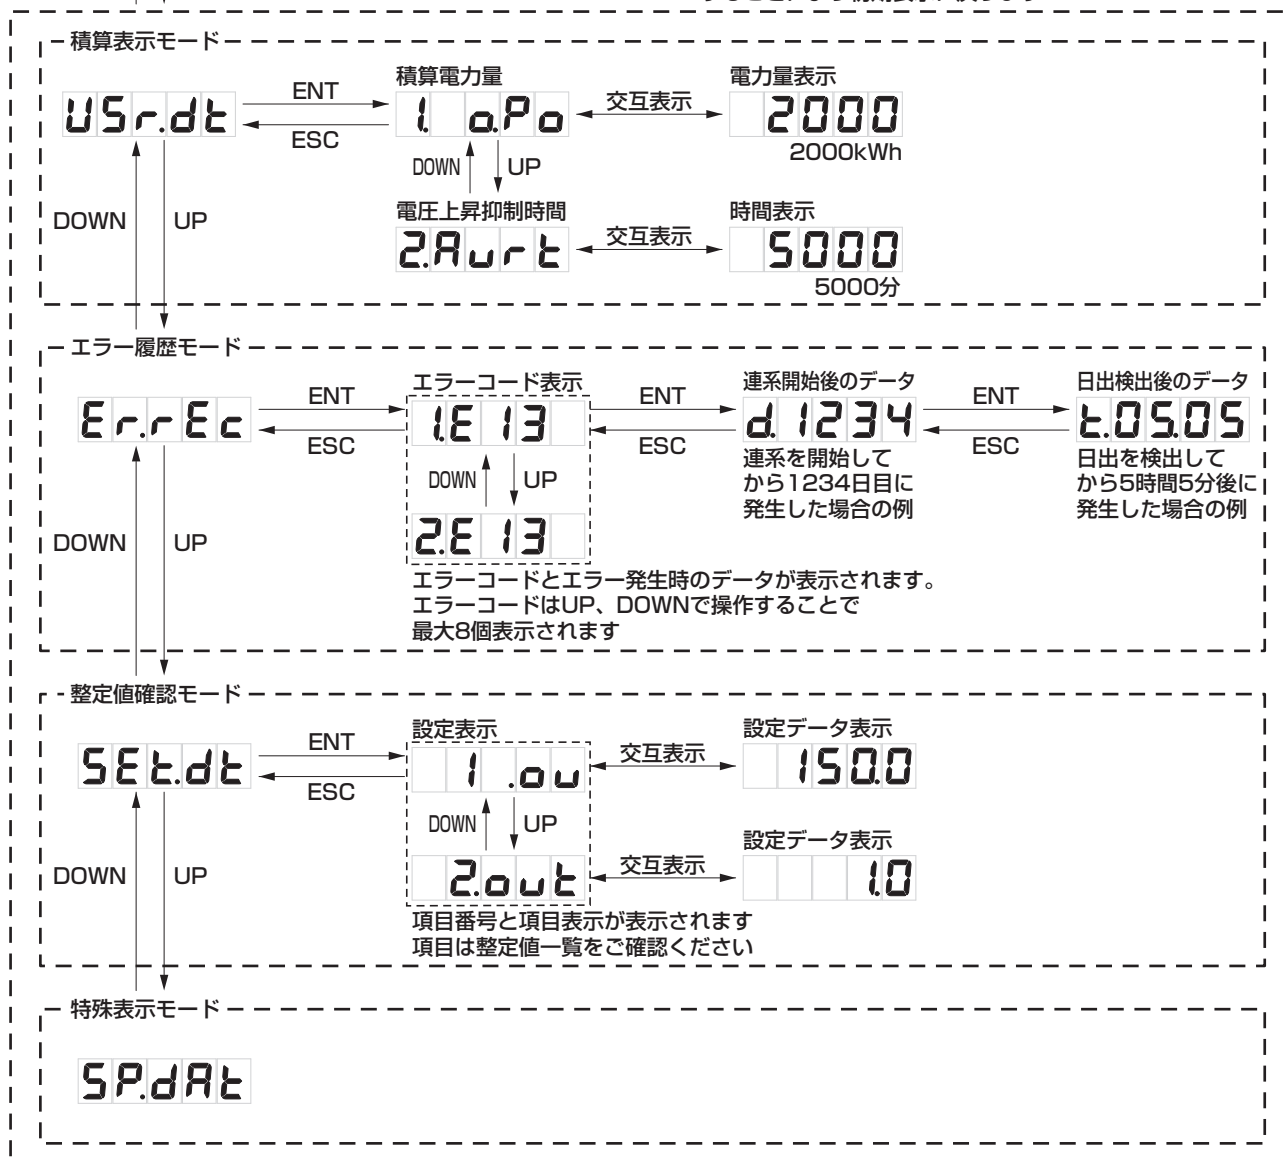 積算表示モード
積算電力量
電力量表示
USr.dt
ENT
ESC
1. o.Po
交互表示
2000
2000kWh
DOWN
UP
DOWN
UP
電圧上昇抑制時間
時間表示
2.Avrt
交互表示
5000
5000分
エラー履歴モード
エラーコード表示
連系開始後のデータ
日出検出後のデータ
Er.rEc
ENT
ESC
1.E13
ENT
ESC
d.1234
ENT
ESC
t.05.05
DOWN
UP
連系を開始して
から1234日目に
発生した場合の例
日出を検出して
から5時間5分後に
発生した場合の例
2.E13
DOWN
UP
エラーコードとエラー発生時のデータが表示されます。
エラーコードはUP、DOWNで操作することで
最大8個表示されます
整定値確認モード
設定表示
設定データ表示
SEt.dt
ENT
ESC
1 .ov
交互表示
150.0
DOWN
UP
設定データ表示
2.out
交互表示
1.0
DOWN
UP
項目番号と項目表示が表示されます
項目は整定値一覧をご確認ください
特殊表示モード
SP.dAt